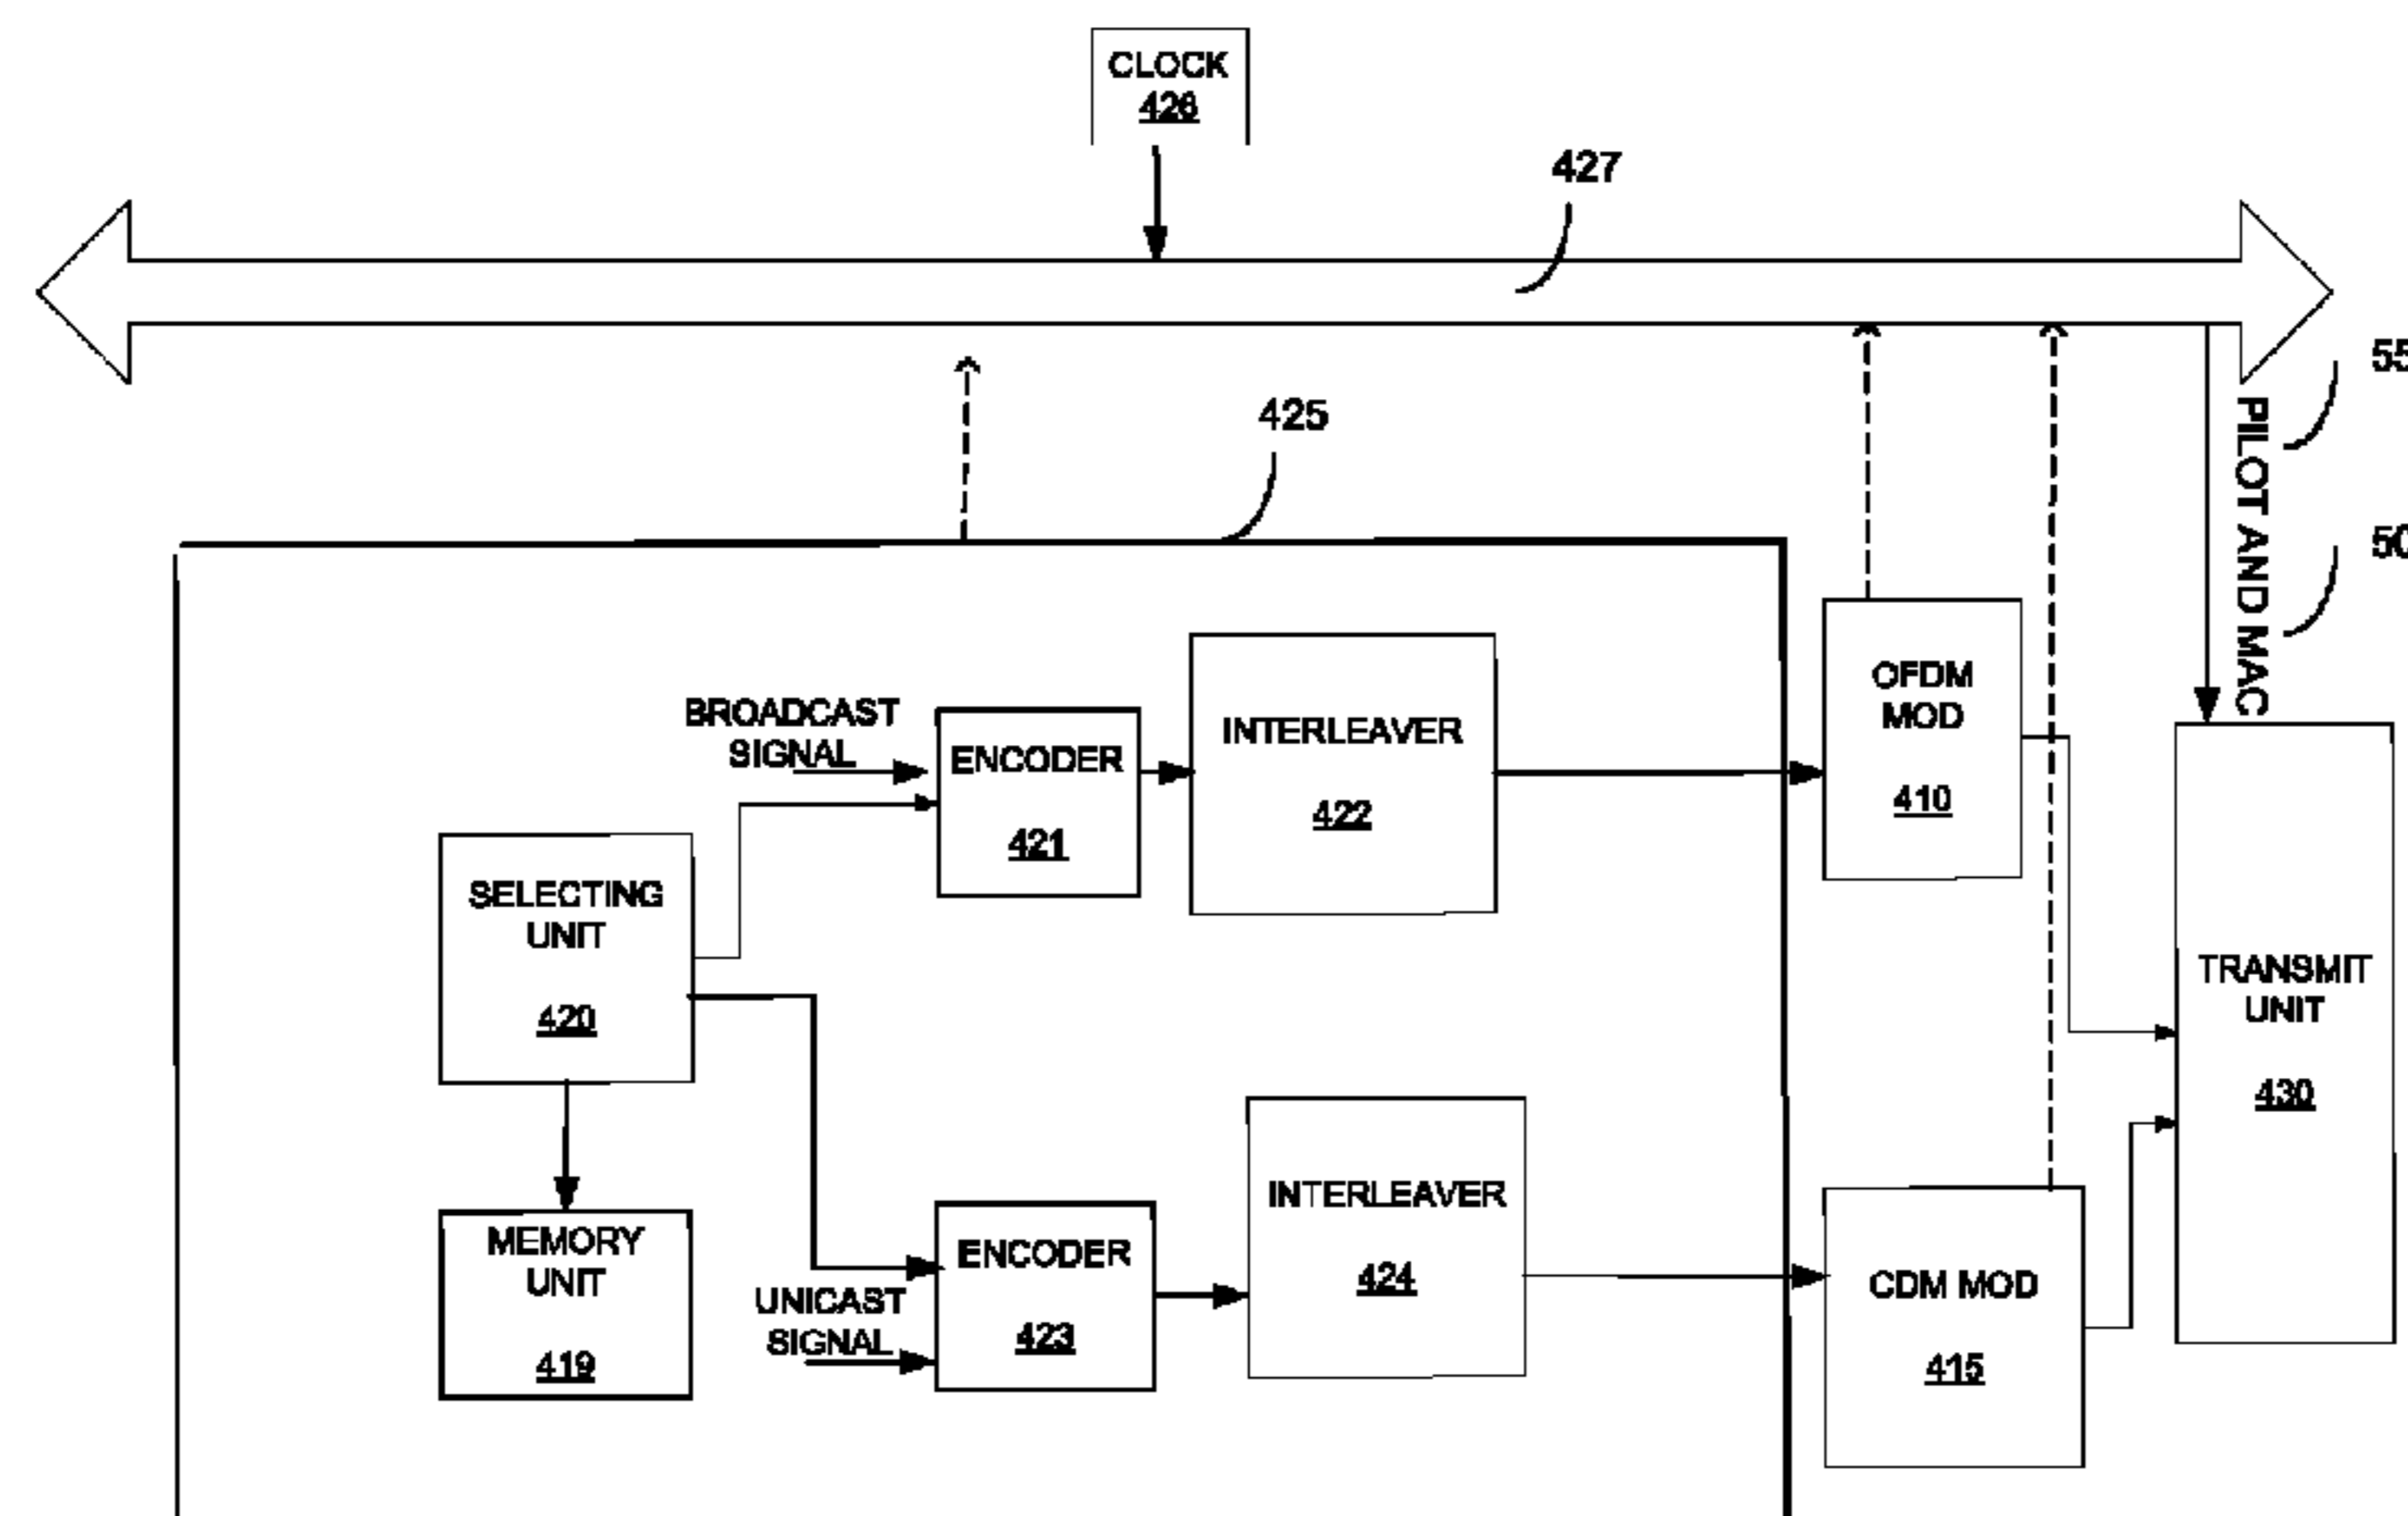 CLOCK
426
427
425
55
PILOT AND MAC
50
BROADCAST
SIGNAL
ENCODER
421
INTERLEAVER
422
OFDM
MOD
410
SELECTING
UNIT
420
TRANSMIT
UNIT
430
MEMORY
UNIT
419
UNICAST
SIGNAL
ENCODER
423
INTERLEAVER
424
CDM MOD
415